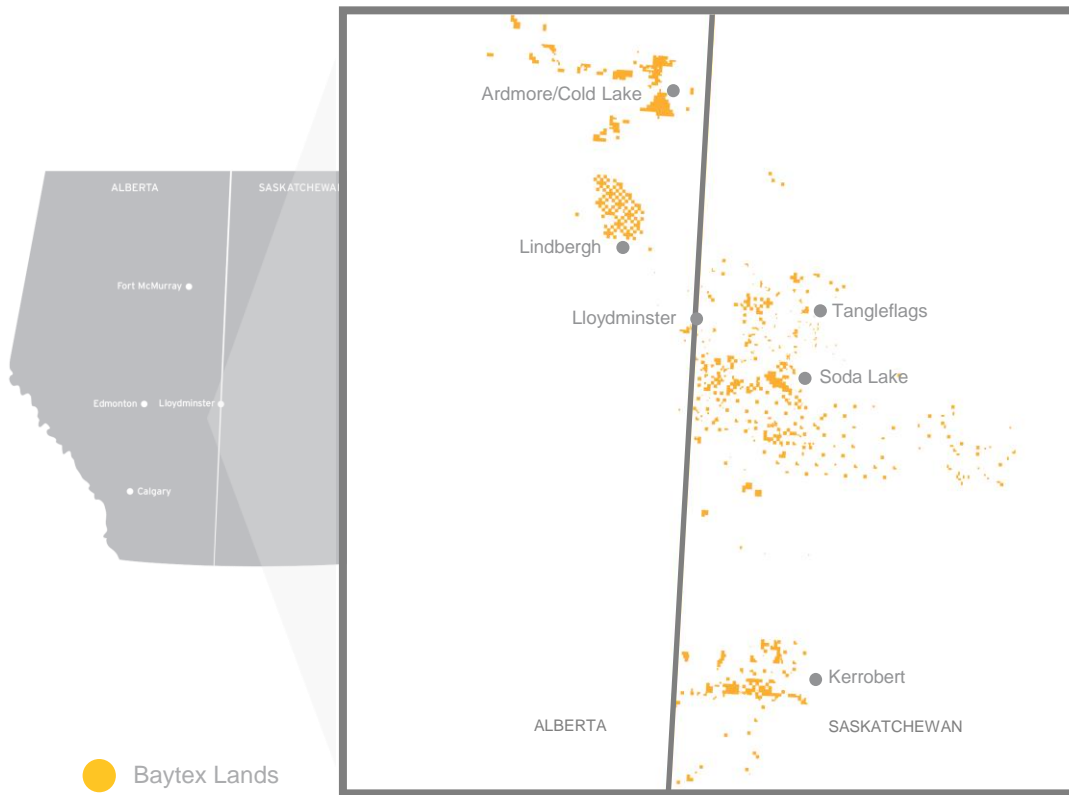 ALBERTA
SASKATCHEWAN
Fort McMurray
Edmonton
Lloydminster
Calgary
Ardmore/Cold Lake
Lindbergh
Lloydminster
Tangleflags
Soda Lake
Kerrobert
ALBERTA
SASKATCHEWAN
Baytex Lands